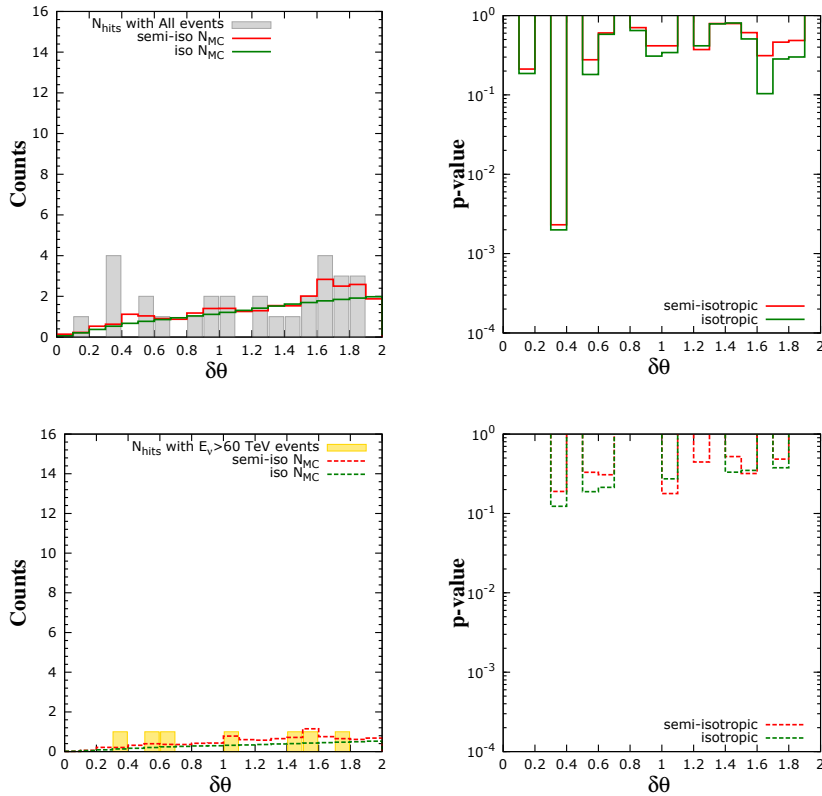 16
14
12
10
8
6
4
2
0
Counts
N_hits with All events
semi-iso N_MC
iso N_MC
0 0.2 0.4 0.6 0.8 1 1.2 1.4 1.6 1.8 2
δθ
10^0
10^-1
10^-2
10^-3
10^-4
p-value
semi-isotropic
isotropic
0.2 0.4 0.6 0.8 1 1.2 1.4 1.6 1.8 2
δθ
16
14
12
10
8
6
4
2
0
Counts
N_hits with E_ν>60 TeV events
semi-iso N_MC
iso N_MC
0 0.2 0.4 0.6 0.8 1 1.2 1.4 1.6 1.8 2
δθ
10^0
10^-1
10^-2
10^-3
10^-4
p-value
semi-isotropic
isotropic
0.2 0.4 0.6 0.8 1 1.2 1.4 1.6 1.8 2
δθ